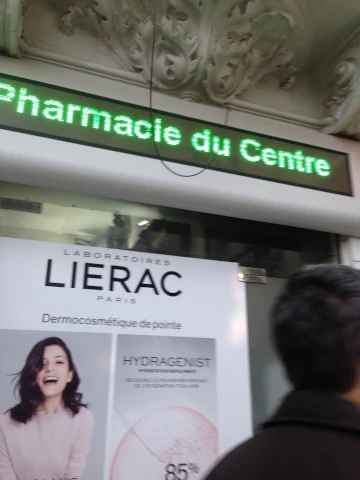 Pharmacie du Centre
LABORATOIRES
LIERAC
PARIS
Dermocosmétique de pointe
HYDRAGENIST
85%